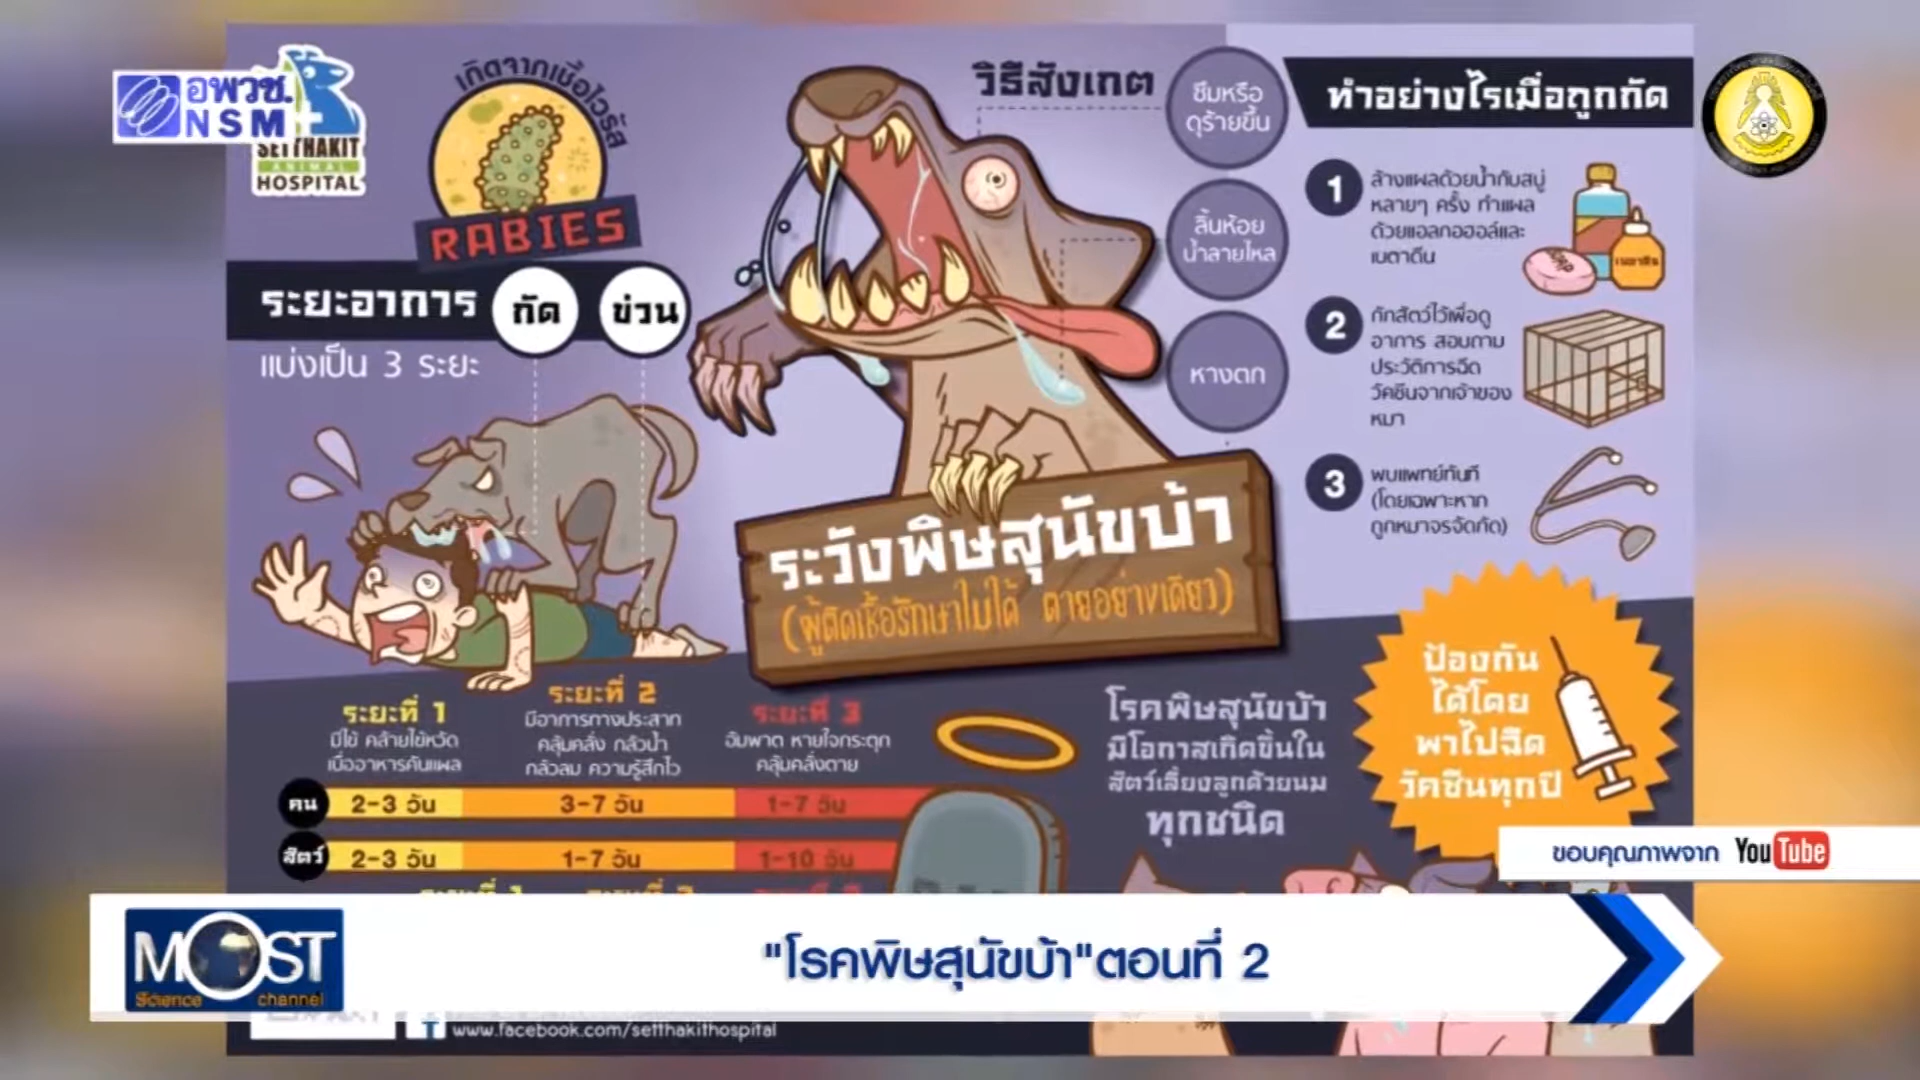 อพวช.
NSM
SETTHAKIT
ANIMAL
HOSPITAL
เกิดจากเชื้อไวรัส
RABIES
ระยะอาการ กัด ข่วน
แบ่งเป็น 3 ระยะ
วิธีสังเกต
ซึมหรือ
ดุร้ายขึ้น
ลิ้นห้อย
น้ำลายไหล
หางตก
ทำอย่างไรเมื่อถูกกัด
1
ล้างแผลด้วยน้ำกับสบู่
หลายๆ ครั้ง ทำแผล
ด้วยแอลกอฮอล์และ
เบตาดีน
SOAP
เบตาดีน
2
กักสัตว์ไว้เพื่อดู
อาการ สอบถาม
ประวัติการฉีด
วัคซีนจากเจ้าของ
หมา
3
พบแพทย์ทันที
(โดยเฉพาะหาก
ถูกหมาจรจัดกัด)
ระวังพิษสุนัขบ้า
(ผู้ติดเชื้อรักษาไม่ได้ ตายอย่างเดียว)
ระยะที่ 1
มีไข้ คล้ายไข้หวัด
เบื่ออาหารคันแผล
ระยะที่ 2
มีอาการทางประสาท
คลุ้มคลั่ง กลัวน้ำ
กลัวลม ความรู้สึกไว
ระยะที่ 3
อัมพาต หายใจกระตุก
คลุ้มคลั่งตาย
คน 2-3 วัน 3-7 วัน 1-7 วัน
สัตว์ 2-3 วัน 1-7 วัน 1-10 วัน
โรคพิษสุนัขบ้า
มีโอกาสเกิดขึ้นใน
สัตว์เลี้ยงลูกด้วยนม
ทุกชนิด
ป้องกัน
ได้โดย
พาไปฉีด
วัคซีนทุกปี
ขอบคุณภาพจาก YouTube
MOST
Science channel
"โรคพิษสุนัขบ้า"ตอนที่ 2
www.facebook.com/setthakithospital